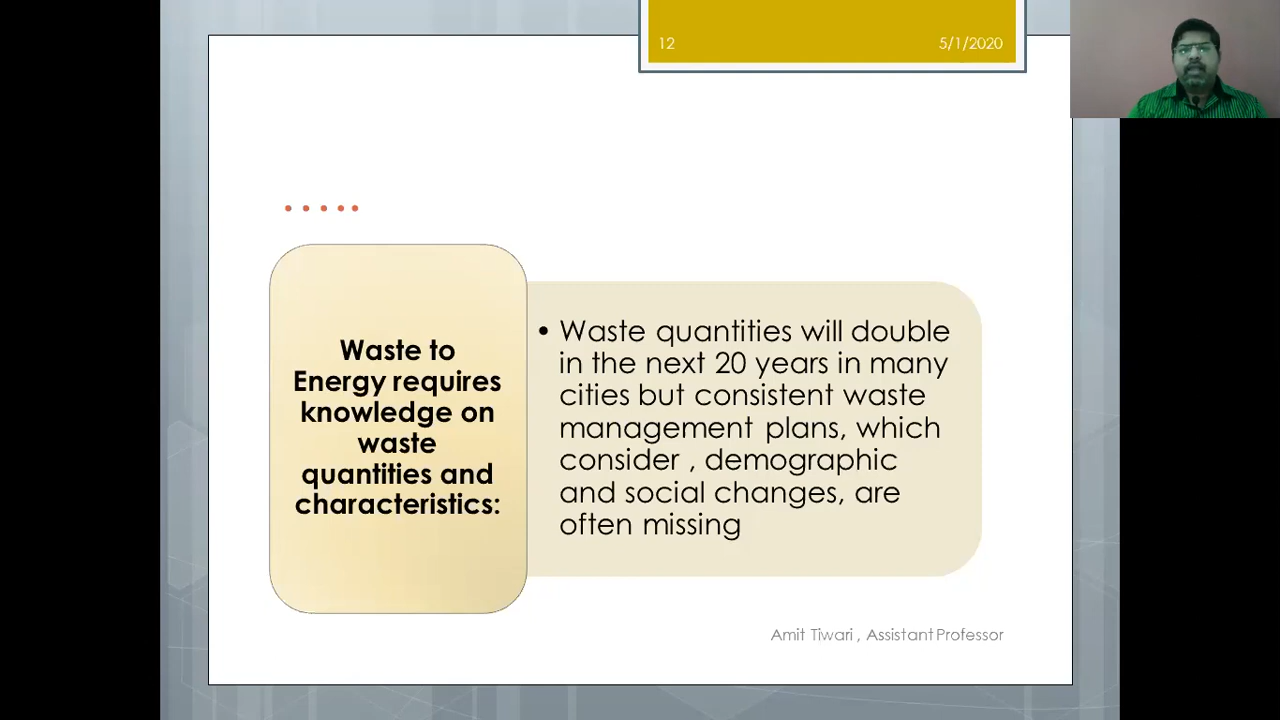 12
5/1/2020
.....
Waste to
Energy requires
knowledge on
waste
quantities and
characteristics:
• Waste quantities will double
in the next 20 years in many
cities but consistent waste
management plans, which
consider , demographic
and social changes, are
often missing
Amit Tiwari , Assistant Professor